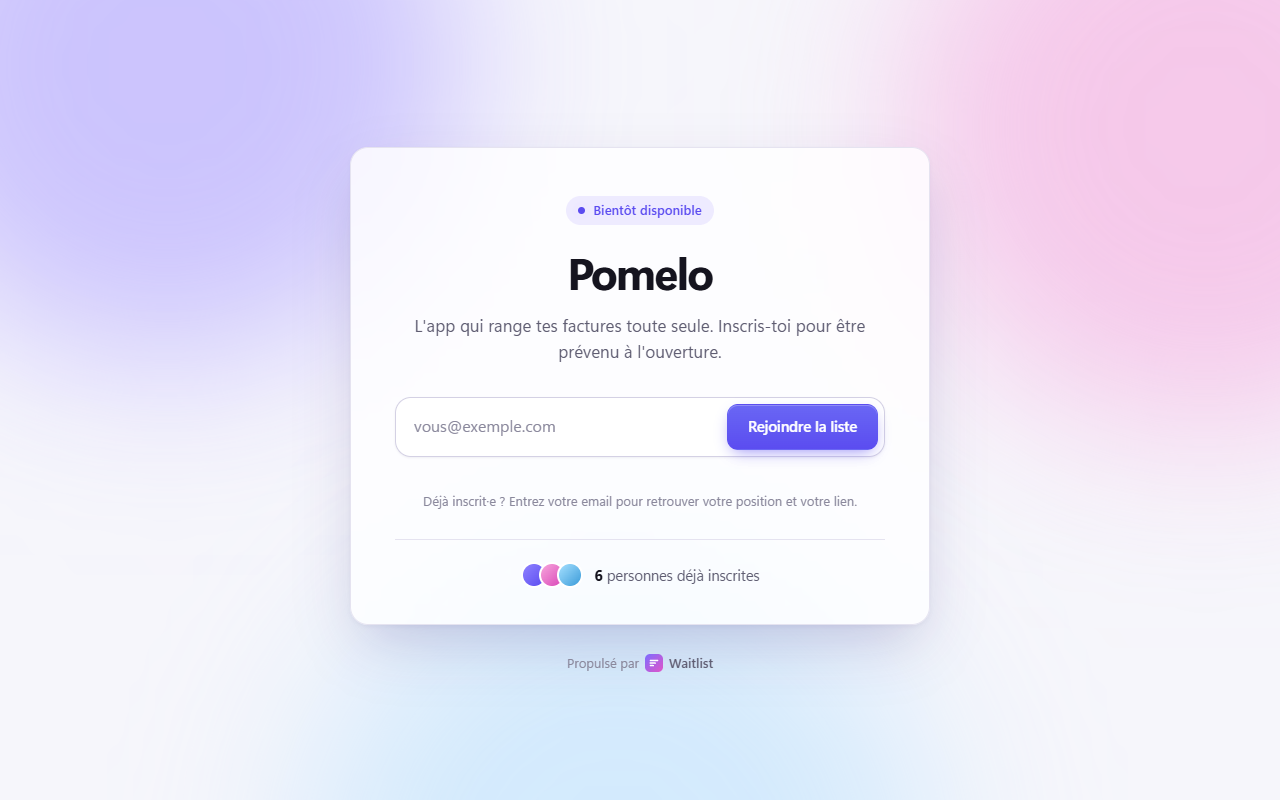 Bientôt disponible
Pomelo
L'app qui range tes factures toute seule. Inscris-toi pour être
prévenu à l'ouverture.
vous@exemple.com
Rejoindre la liste
Déjà inscrit·e ? Entrez votre email pour retrouver votre position et votre lien.
6 personnes déjà inscrites
Propulsé par Waitlist